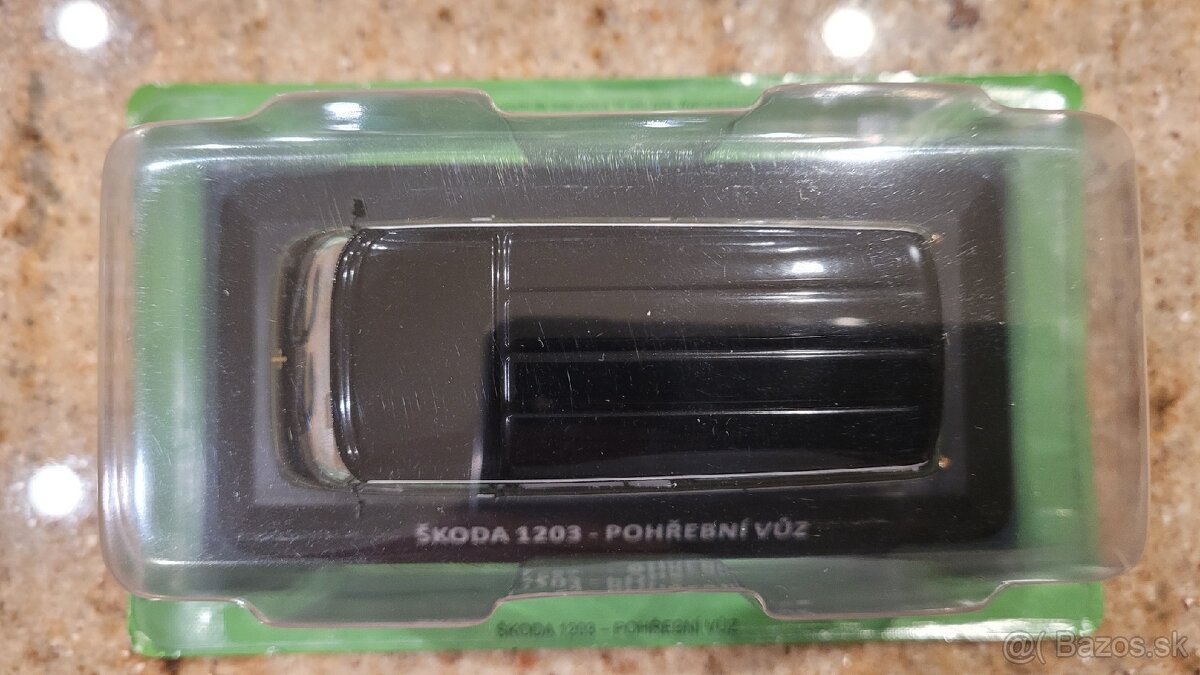 ŠKODA 1203 - POHŘEBNÍ VŮZ
ŠKODA 1203 – POHŘEBNÍ VŮZ
@( Bazos.sk